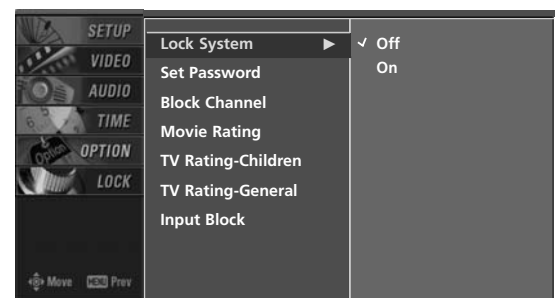 SETUP
VIDEO
AUDIO
TIME
OPTION
LOCK
Move MENU Prev
Lock System
Set Password
Block Channel
Movie Rating
TV Rating-Children
TV Rating-General
Input Block
Off
On